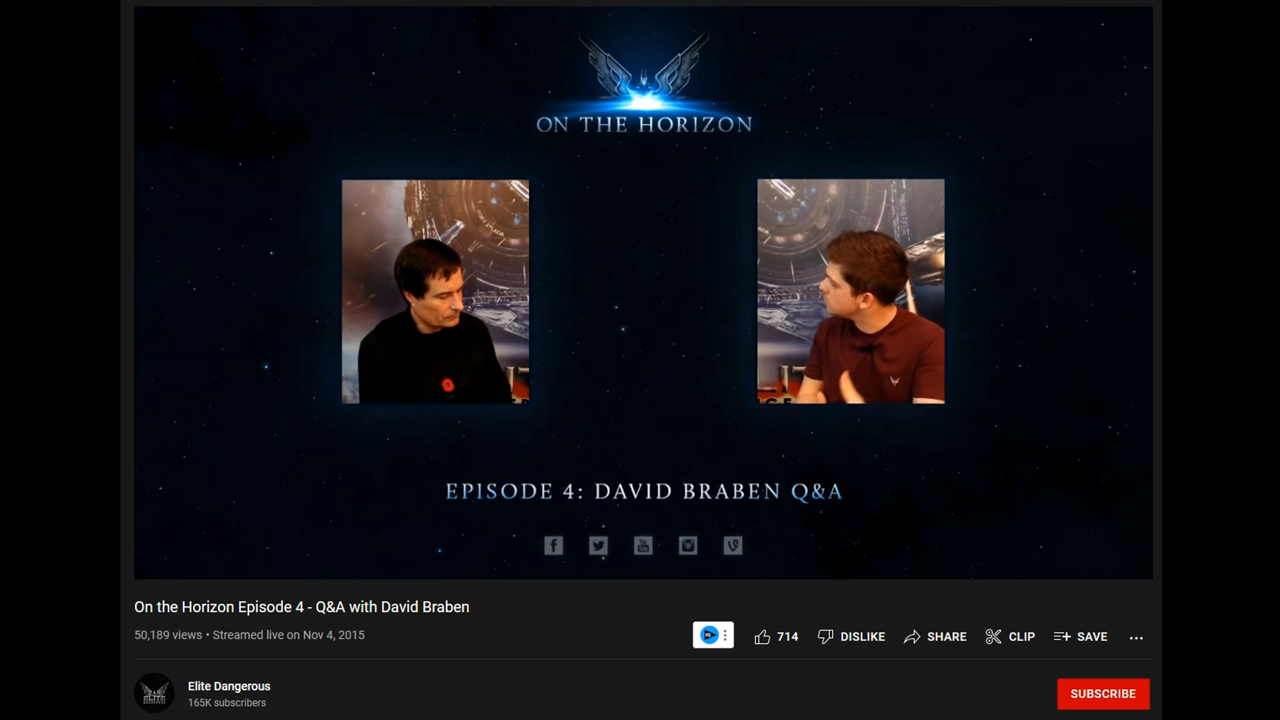 ON THE HORIZON
EPISODE 4: DAVID BRABEN Q&A
On the Horizon Episode 4 - Q&A with David Braben
50,189 views • Streamed live on Nov 4, 2015
714
DISLIKE
SHARE
CLIP
SAVE
Elite Dangerous
165K subscribers
SUBSCRIBE